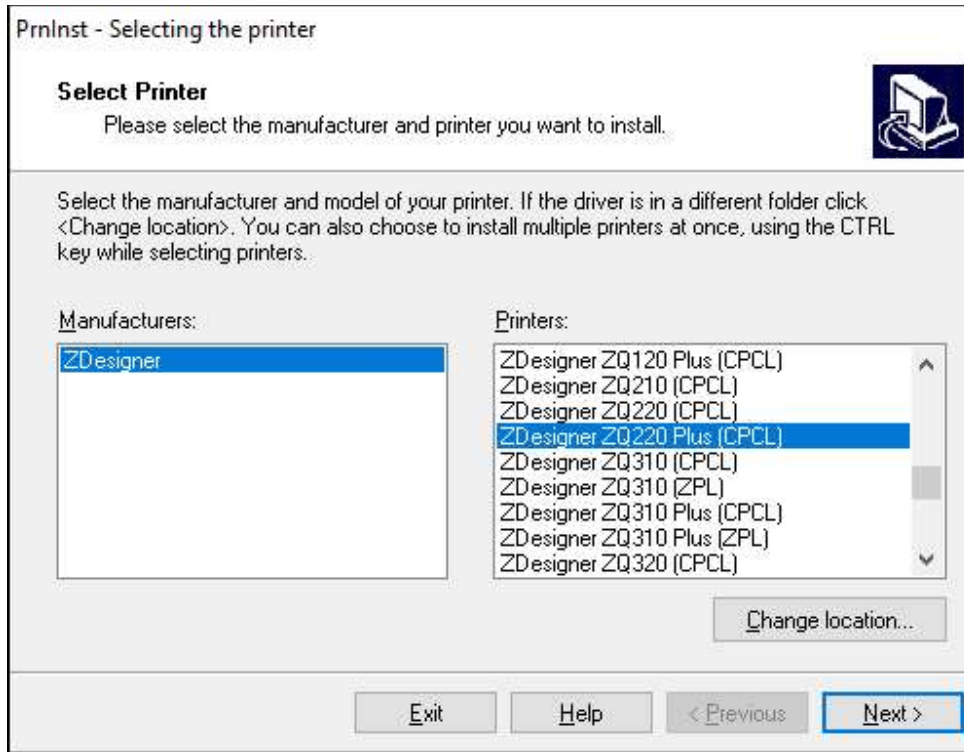 PrnInst - Selecting the printer
Select Printer
Please select the manufacturer and printer you want to install.
Select the manufacturer and model of your printer. If the driver is in a different folder click
<Change location>. You can also choose to install multiple printers at once, using the CTRL
key while selecting printers.
Manufacturers:
ZDesigner
Printers:
ZDesigner ZQ120 Plus (CPCL)
ZDesigner ZQ210 (CPCL)
ZDesigner ZQ220 (CPCL)
ZDesigner ZQ220 Plus (CPCL)
ZDesigner ZQ310 (CPCL)
ZDesigner ZQ310 (ZPL)
ZDesigner ZQ310 Plus (CPCL)
ZDesigner ZQ310 Plus (ZPL)
ZDesigner ZQ320 (CPCL)
Change location...
Exit
Help
< Previous
Next >